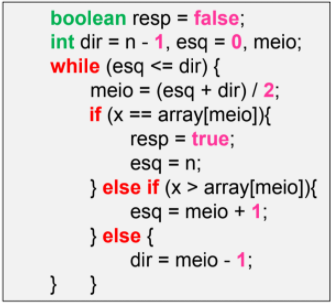 boolean resp = false;
int dir = n - 1, esq = 0, meio;
while (esq <= dir) {
meio = (esq + dir) / 2;
if (x == array[meio]){
resp = true;
esq = n;
} else if (x > array[meio]){
esq = meio + 1;
} else {
dir = meio - 1;
} }